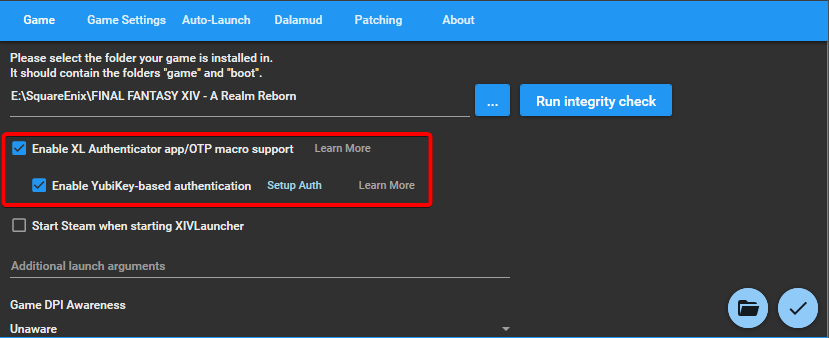 Game Game Settings Auto-Launch Dalamud Patching About
Please select the folder your game is installed in.
It should contain the folders "game" and "boot".
E:\SquareEnix\FINAL FANTASY XIV - A Realm Reborn ... Run integrity check
Enable XL Authenticator app/OTP macro support Learn More
Enable YubiKey-based authentication Setup Auth Learn More
Start Steam when starting XIVLauncher
Additional launch arguments
Game DPI Awareness
Unaware